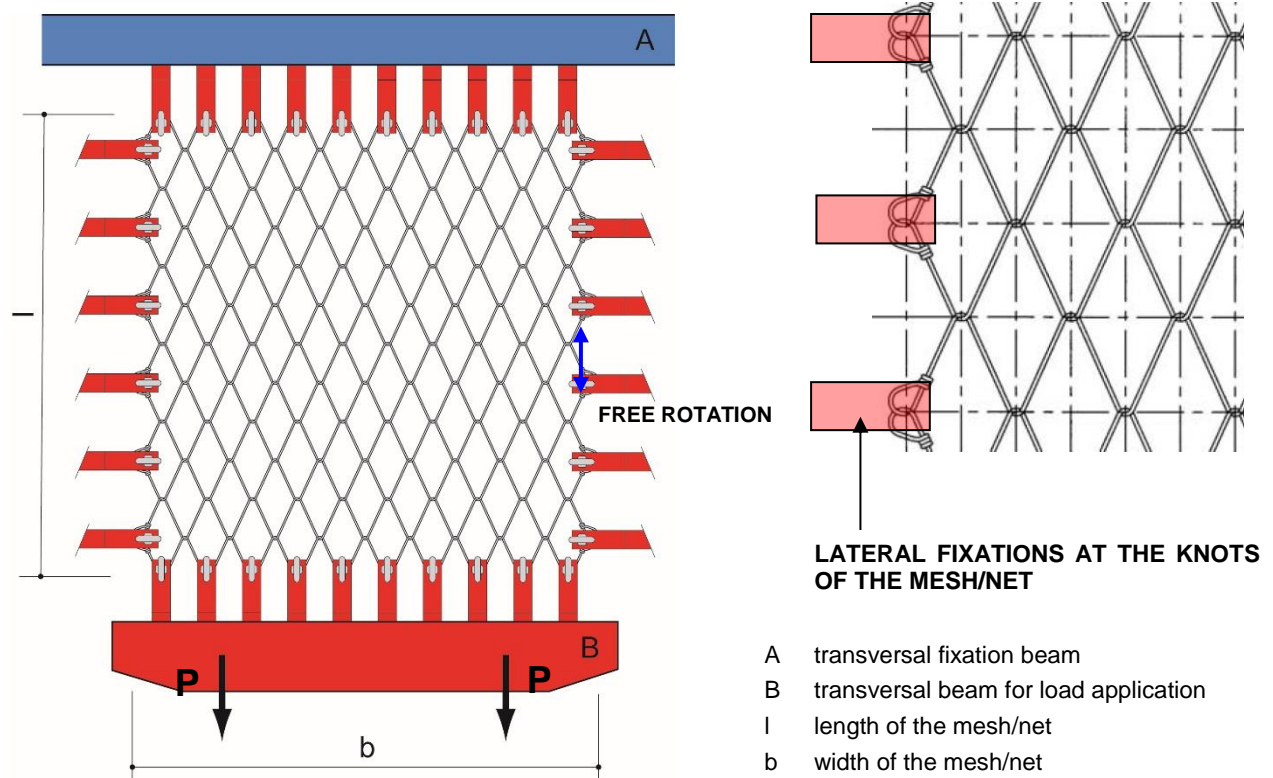 A
l
FREE ROTATION
B
P P
b
LATERAL FIXATIONS AT THE KNOTS
OF THE MESH/NET
A transversal fixation beam
B transversal beam for load application
l length of the mesh/net
b width of the mesh/net